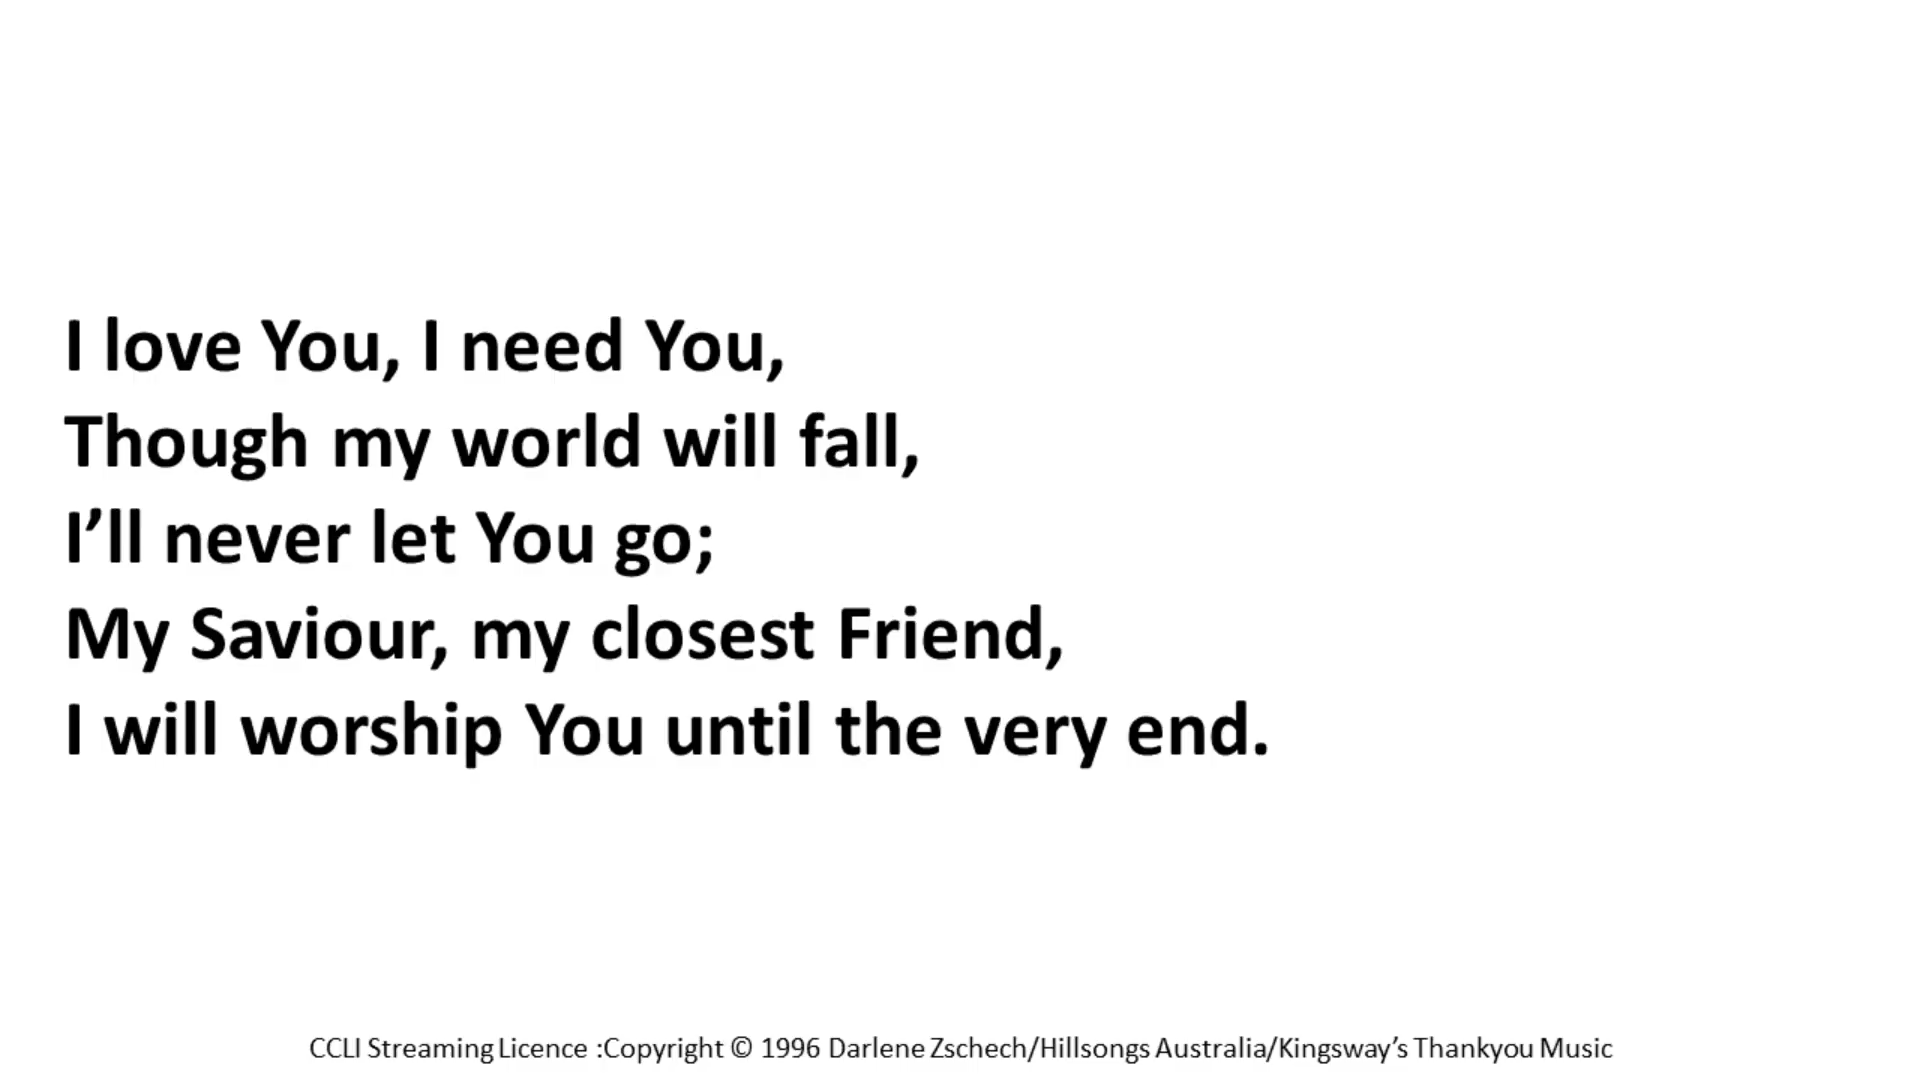 I love You, I need You,
Though my world will fall,
I’ll never let You go;
My Saviour, my closest Friend,
I will worship You until the very end.
CCLI Streaming Licence :Copyright © 1996 Darlene Zschech/Hillsongs Australia/Kingsway’s Thankyou Music